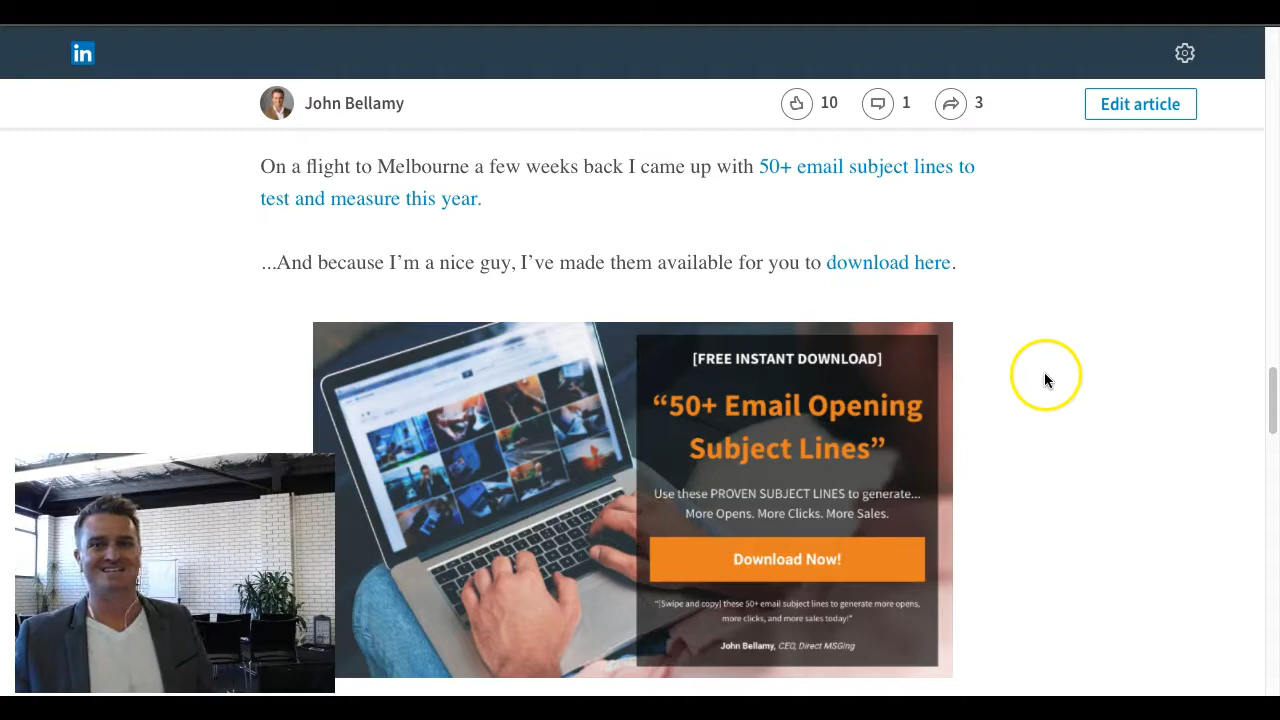 in
John Bellamy
10
1
3
Edit article
On a flight to Melbourne a few weeks back I came up with 50+ email subject lines to
test and measure this year.
...And because I’m a nice guy, I’ve made them available for you to download here.
[FREE INSTANT DOWNLOAD]
“50+ Email Opening
Subject Lines”
Use these PROVEN SUBJECT LINES to generate...
More Opens. More Clicks. More Sales.
Download Now!
"[Swipe and copy] these 50+ email subject lines to generate more opens,
more clicks, and more sales today!"
John Bellamy, CEO, Direct MSGing